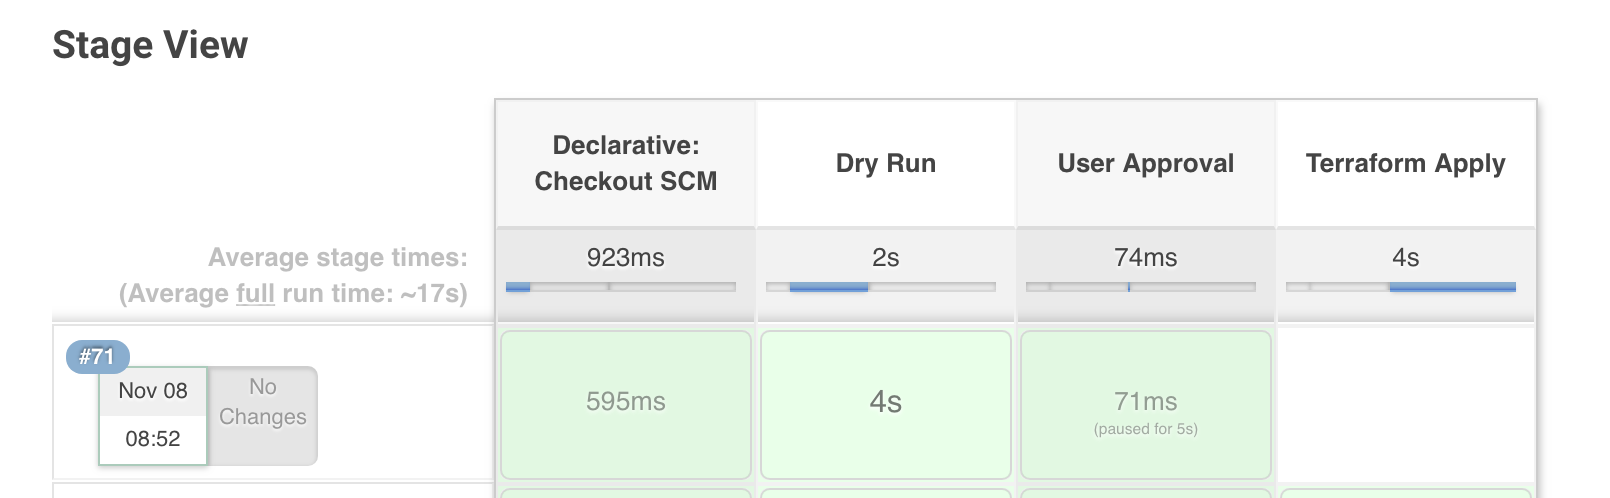 Stage View
Declarative:
Checkout SCM
Dry Run
User Approval
Terraform Apply
Average stage times:
(Average full run time: ~17s)
923ms
2s
74ms
4s
#71
Nov 08
08:52
No
Changes
595ms
4s
71ms
(paused for 5s)